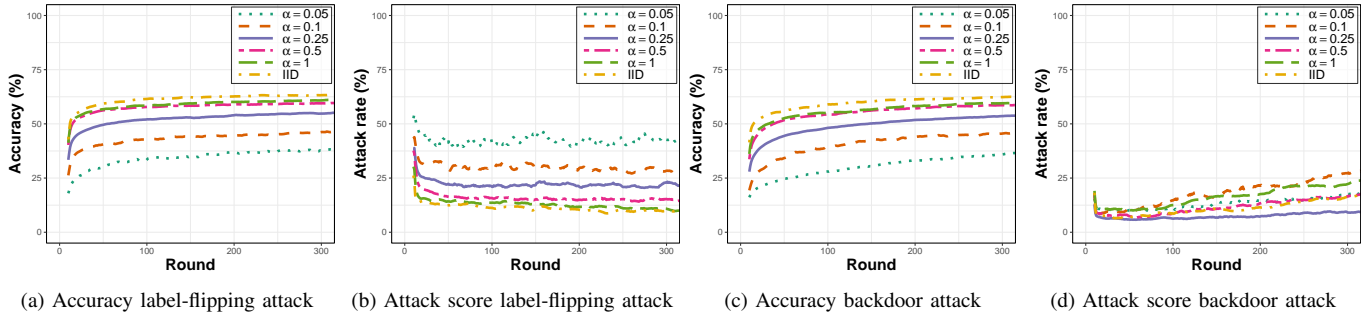 Accuracy (%)
100
75
50
25
0
0
100
200
300
Round
α = 0.05
α = 0.1
α = 0.25
α = 0.5
α = 1
IID
(a) Accuracy label-flipping attack
Attack rate (%)
100
75
50
25
0
0
100
200
300
Round
α = 0.05
α = 0.1
α = 0.25
α = 0.5
α = 1
IID
(b) Attack score label-flipping attack
Accuracy (%)
100
75
50
25
0
0
100
200
300
Round
α = 0.05
α = 0.1
α = 0.25
α = 0.5
α = 1
IID
(c) Accuracy backdoor attack
Attack rate (%)
100
75
50
25
0
0
100
200
300
Round
α = 0.05
α = 0.1
α = 0.25
α = 0.5
α = 1
IID
(d) Attack score backdoor attack